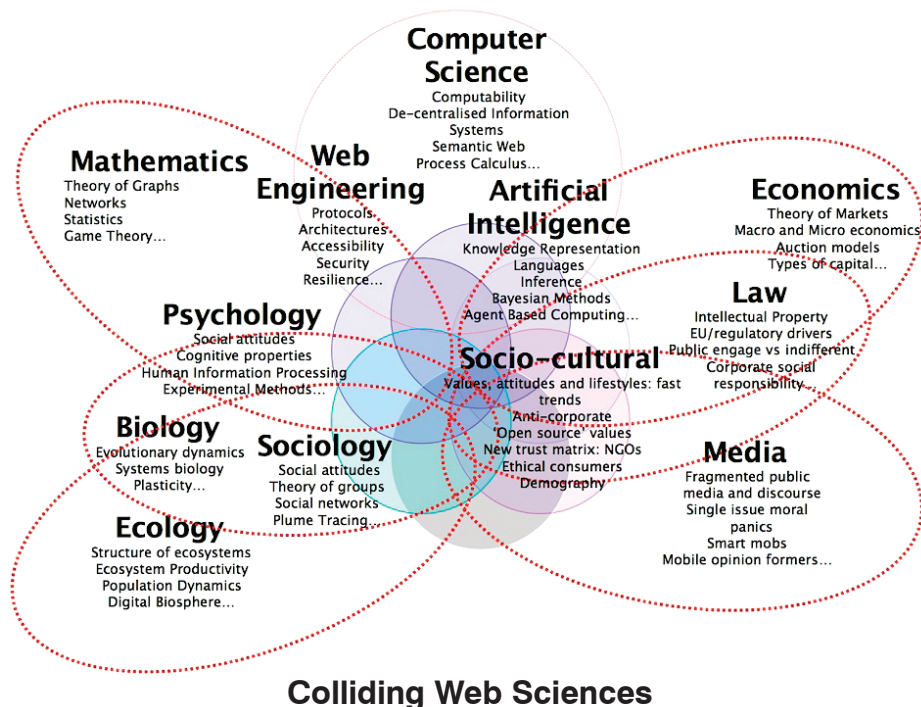 Computer
Science
Computability
De-centralised Information
Systems
Semantic Web
Process Calculus...
Mathematics
Theory of Graphs
Networks
Statistics
Game Theory...
Web
Engineering
Protocols
Architectures
Accessibility
Security
Resilience...
Artificial
Intelligence
Knowledge Representation
Languages
Inference
Bayesian Methods
Agent Based Computing...
Economics
Theory of Markets
Macro and Micro economics
Auction models
Types of capital...
Law
Intellectual Property
EU/regulatory drivers
Public engage vs indifferent
Corporate social
responsibility...
Psychology
Social attitudes
Cognitive properties
Human Information Processing
Experimental Methods...
Socio-cultural
Values, attitudes and lifestyles: fast
trends
Anti-corporate
'Open source' values
New trust matrix: NGOs
Ethical consumers
Demography
Biology
Evolutionary dynamics
Systems biology
Plasticity...
Sociology
Social attitudes
Theory of groups
Social networks
Plume Tracing...
Media
Fragmented public
media and discourse
Single issue moral
panics
Smart mobs
Mobile opinion formers...
Ecology
Structure of ecosystems
Ecosystem Productivity
Population Dynamics
Digital Biosphere...
Colliding Web Sciences